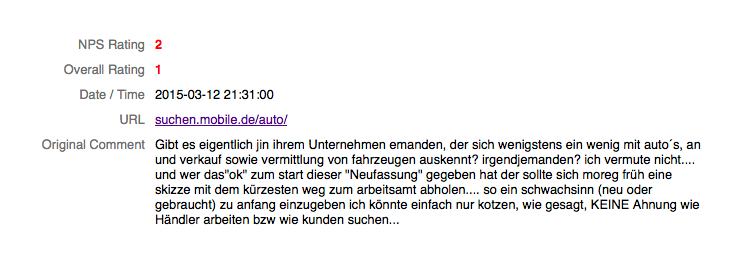 NPS Rating 2
Overall Rating 1
Date / Time 2015-03-12 21:31:00
URL suchen.mobile.de/auto/
Original Comment Gibt es eigentlich jin ihrem Unternehmen emanden, der sich wenigstens ein wenig mit auto´s, an
und verkauf sowie vermittlung von fahrzeugen auskennt? irgendjemanden? ich vermute nicht....
und wer das"ok" zum start dieser "Neufassung" gegeben hat der sollte sich moreg früh eine
skizze mit dem kürzesten weg zum arbeitsamt abholen.... so ein schwachsinn (neu oder
gebraucht) zu anfang einzugeben ich könnte einfach nur kotzen, wie gesagt, KEINE Ahnung wie
Händler arbeiten bzw wie kunden suchen...